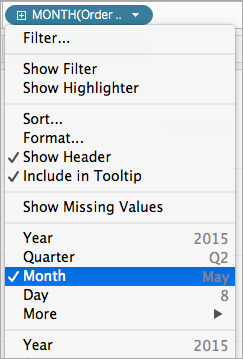 MONTH(Order ..
Filter...
Show Filter
Show Highlighter
Sort...
Format...
Show Header
Include in Tooltip
Show Missing Values
Year 2015
Quarter Q2
Month May
Day 8
More
Year 2015